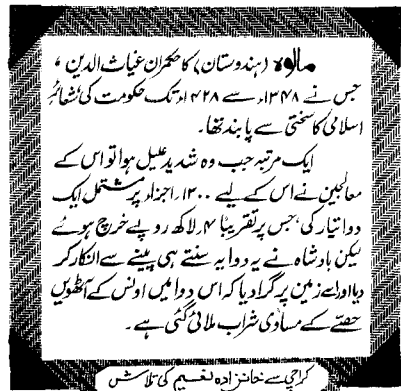 مالوہ (ہندوستان) کا حکمران غیاث الدین،
جس نے ۱۳۴۸ء سے ۱۴۲۸ء تک حکومت کی شعائر
اسلامی کا سختی سے پابند تھا۔
ایک مرتبہ جب وہ شدید علیل ہوا تو اس کے
معالجین نے اس کے لیے ۱۳۰۰ اجزاء پر مشتمل ایک
دوا تیار کی، جس پر تقریباً ۴ لاکھ روپے خرچ ہوئے
لیکن بادشاہ نے یہ دوا یہ سنتے ہی پینے سے انکار کر
دیا اور اسے زمین پر گرا دیا کہ اس دوا میں اونس کے آٹھویں
حصّے کے مساوی شراب ملائی گئی ہے۔
کراچی سے خانزادہ نعیم کی تلاش